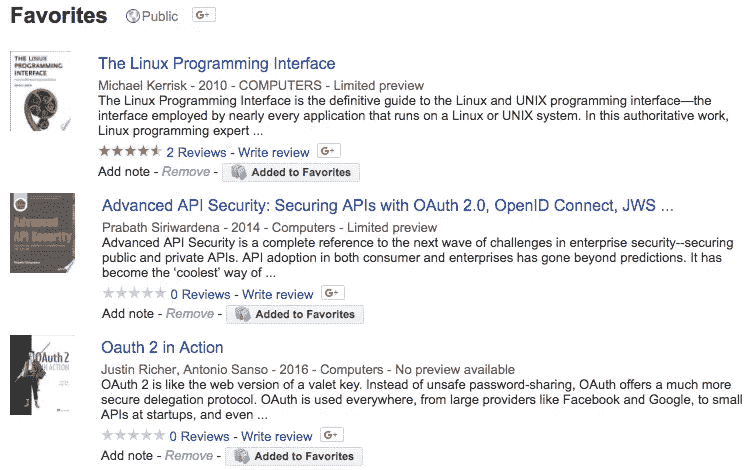 Favorites Public G+
THE LINUX
PROGRAMMING
INTERFACE
The Linux Programming Interface
Michael Kerrisk - 2010 - COMPUTERS - Limited preview
The Linux Programming Interface is the definitive guide to the Linux and UNIX programming interface—the
interface employed by nearly every application that runs on a Linux or UNIX system. In this authoritative work,
Linux programming expert ...
2 Reviews - Write review G+
Add note - Remove - Added to Favorites
Advanced
API Security
Advanced API Security: Securing APIs with OAuth 2.0, OpenID Connect, JWS ...
Prabath Siriwardena - 2014 - Computers - Limited preview
Advanced API Security is a complete reference to the next wave of challenges in enterprise security--securing
public and private APIs. API adoption in both consumer and enterprises has gone beyond predictions. It has
become the ‘coolest’ way of ...
0 Reviews - Write review G+
Add note - Remove - Added to Favorites
OAuth 2
IN ACTION
Oauth 2 in Action
Justin Richer, Antonio Sanso - 2016 - Computers - No preview available
OAuth 2 is like the web version of a valet key. Instead of unsafe password-sharing, OAuth offers a much more
secure delegation protocol. OAuth is used everywhere, from large providers like Facebook and Google, to small
APIs at startups, and even ...
0 Reviews - Write review G+
Add note - Remove - Added to Favorites